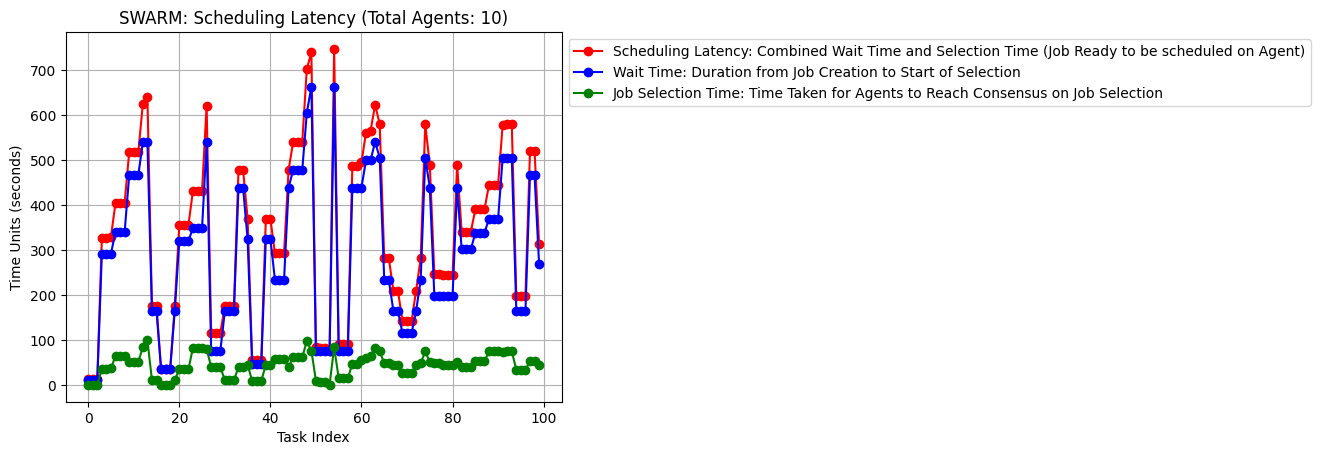 SWARM: Scheduling Latency (Total Agents: 10)
Scheduling Latency: Combined Wait Time and Selection Time (Job Ready to be scheduled on Agent)
Wait Time: Duration from Job Creation to Start of Selection
Job Selection Time: Time Taken for Agents to Reach Consensus on Job Selection
Time Units (seconds)
700
600
500
400
300
200
100
0
0 20 40 60 80 100
Task Index